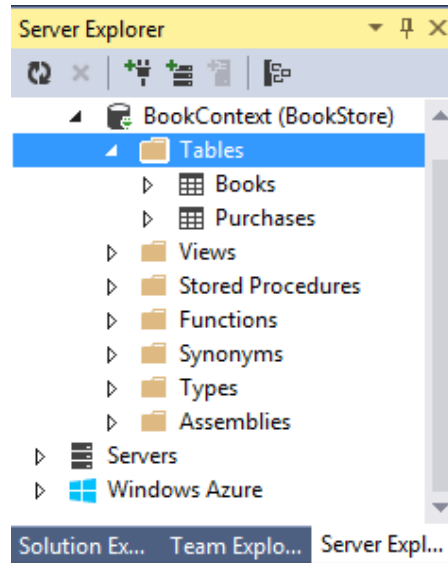 Server Explorer
BookContext (BookStore)
Tables
Books
Purchases
Views
Stored Procedures
Functions
Synonyms
Types
Assemblies
Servers
Windows Azure
Solution Ex... Team Explo... Server Expl...